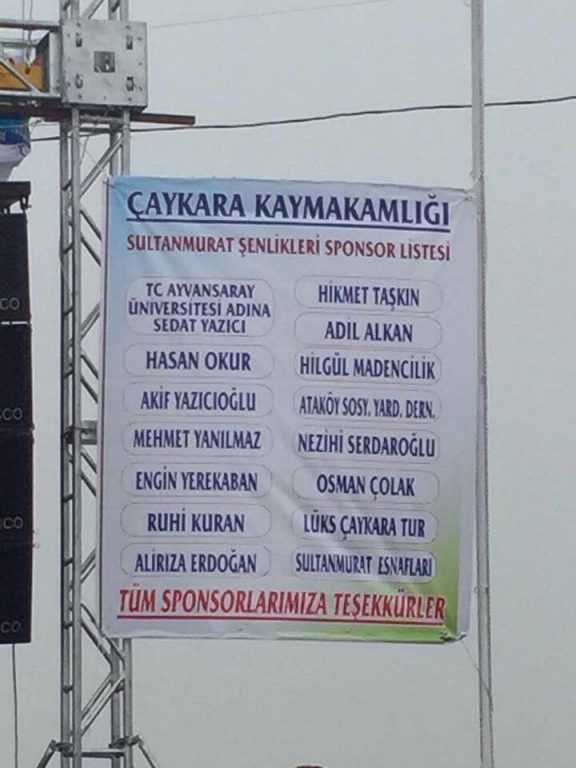 ÇAYKARA KAYMAKAMLIĞI
SULTANMURAT ŞENLİKLERİ SPONSOR LİSTESİ
TC AYVANSARAY
ÜNİVERSİTESİ ADINA
SEDAT YAZICI
HASAN OKUR
AKİF YAZICIOĞLU
MEHMET YANILMAZ
ENGİN YEREKABAN
RUHİ KURAN
ALİRIZA ERDOĞAN
HİKMET TAŞKIN
ADİL ALKAN
HİLGÜL MADENCİLİK
ATAKÖY SOSY. YARD. DERN.
NEZİHİ SERDAROĞLU
OSMAN ÇOLAK
LÜKS ÇAYKARA TUR
SULTANMURAT ESNAFLARI
TÜM SPONSORLARIMIZA TEŞEKKÜRLER